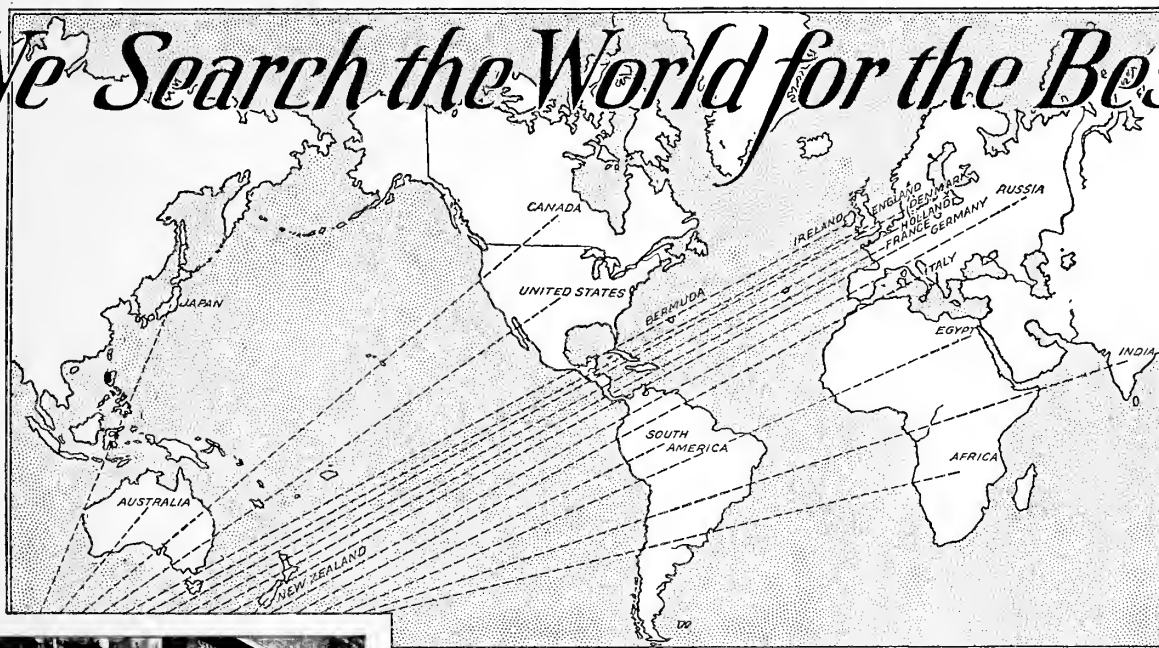 We Search the World for the Bes
CANADA
IRELAND
ENGLAND
DENMARK
HOLLAND
FRANCE
GERMANY
RUSSIA
ITALY
JAPAN
UNITED STATES
BERMUDA
EGYPT
INDIA
SOUTH
AMERICA
AFRICA
AUSTRALIA
NEW ZEALAND